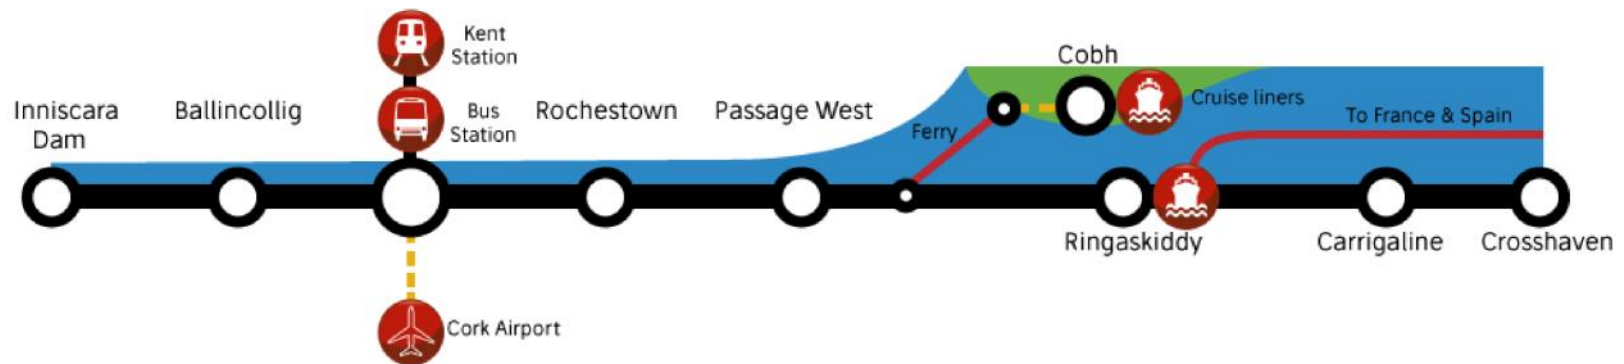 Kent
Station
Cobh
Inniscara
Dam
Ballincollig
Bus
Station
Rochestown
Passage West
Ferry
Cruise liners
To France & Spain
Ringaskiddy
Carrigaline
Crosshaven
Cork Airport